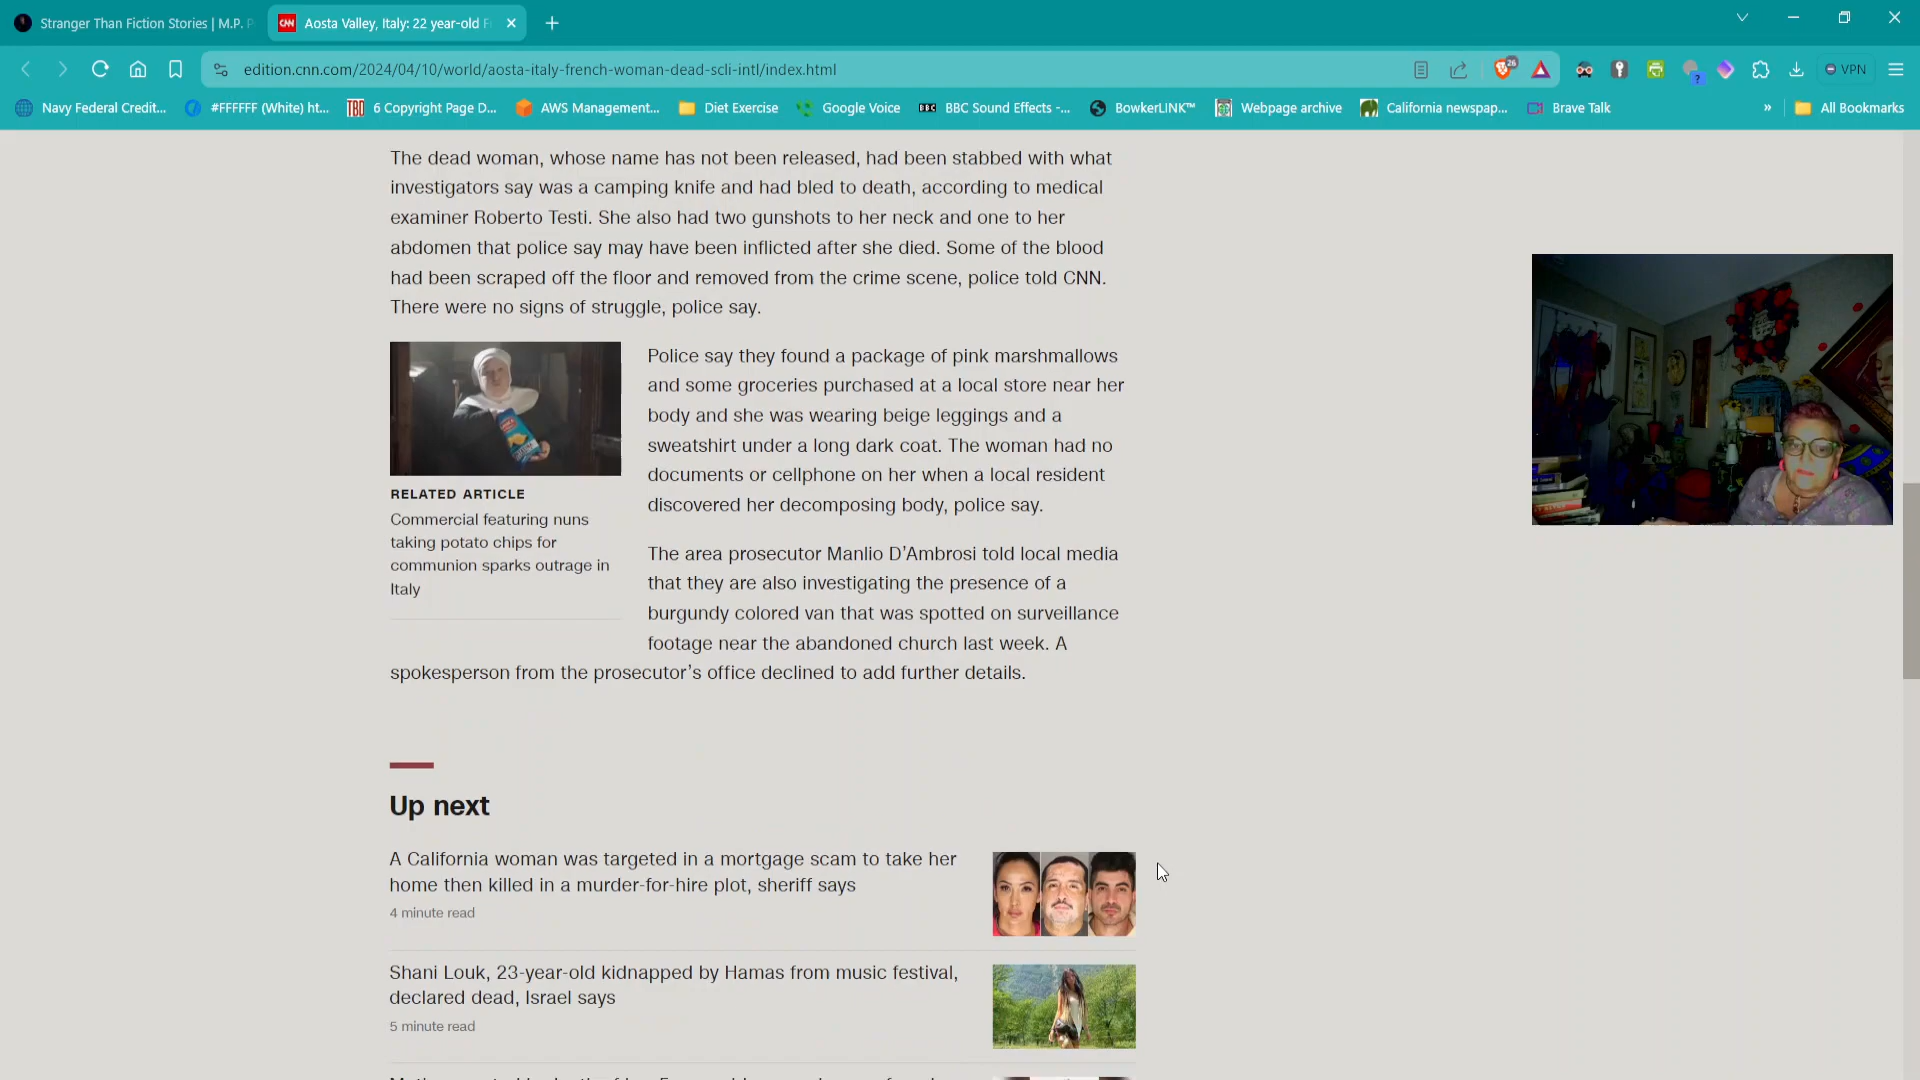 Stranger Than Fiction Stories | M.P. P
CNN Aosta Valley, Italy: 22 year-old F
edition.cnn.com/2024/04/10/world/aosta-italy-french-woman-dead-scli-intl/index.html
26
?
VPN
Navy Federal Credit...
#FFFFFF (White) ht...
TBD 6 Copyright Page D...
AWS Management...
Diet Exercise
Google Voice
BBC BBC Sound Effects -...
BowkerLINK™
Webpage archive
California newspap...
Brave Talk
»
All Bookmarks
The dead woman, whose name has not been released, had been stabbed with what
investigators say was a camping knife and had bled to death, according to medical
examiner Roberto Testi. She also had two gunshots to her neck and one to her
abdomen that police say may have been inflicted after she died. Some of the blood
had been scraped off the floor and removed from the crime scene, police told CNN.
There were no signs of struggle, police say.
RELATED ARTICLE
Commercial featuring nuns
taking potato chips for
communion sparks outrage in
Italy
Police say they found a package of pink marshmallows
and some groceries purchased at a local store near her
body and she was wearing beige leggings and a
sweatshirt under a long dark coat. The woman had no
documents or cellphone on her when a local resident
discovered her decomposing body, police say.
The area prosecutor Manlio D’Ambrosi told local media
that they are also investigating the presence of a
burgundy colored van that was spotted on surveillance
footage near the abandoned church last week. A
spokesperson from the prosecutor’s office declined to add further details.
Up next
A California woman was targeted in a mortgage scam to take her
home then killed in a murder-for-hire plot, sheriff says
4 minute read
Shani Louk, 23-year-old kidnapped by Hamas from music festival,
declared dead, Israel says
5 minute read